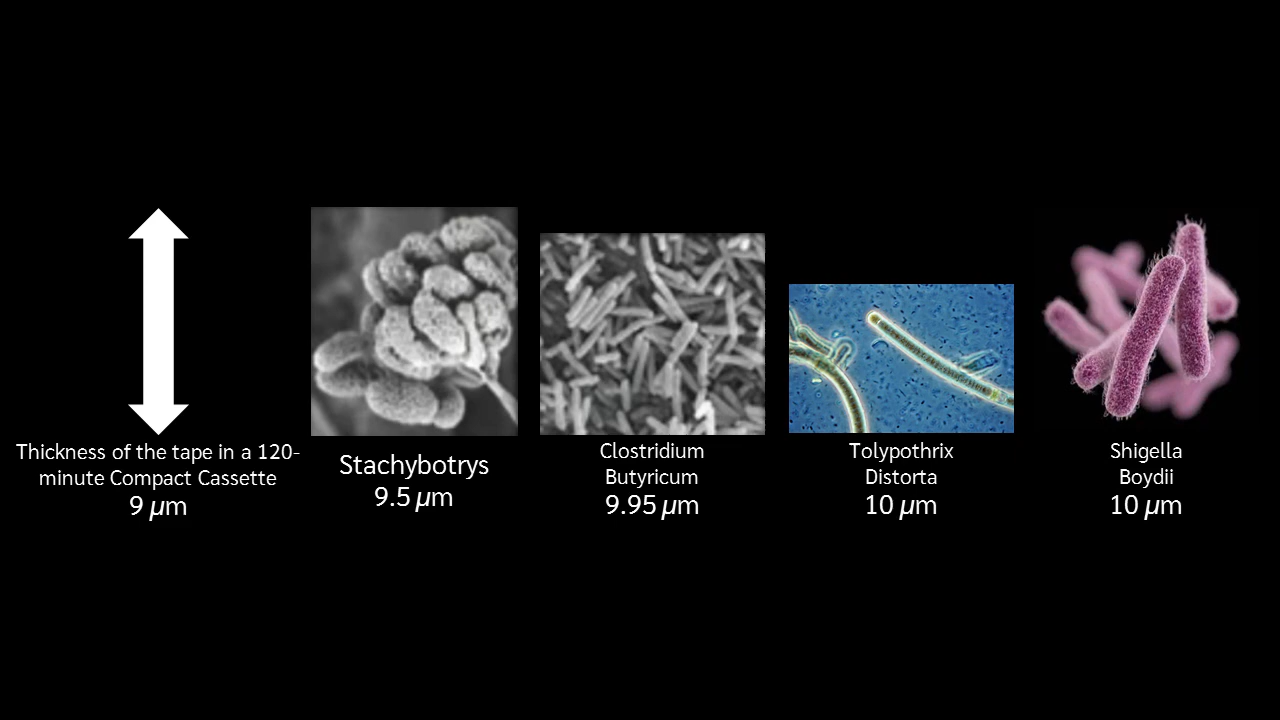 Thickness of the tape in a 120-
minute Compact Cassette
9 µm
Stachybotrys
9.5 µm
Clostridium
Butyricum
9.95 µm
Tolypothrix
Distorta
10 µm
Shigella
Boydii
10 µm